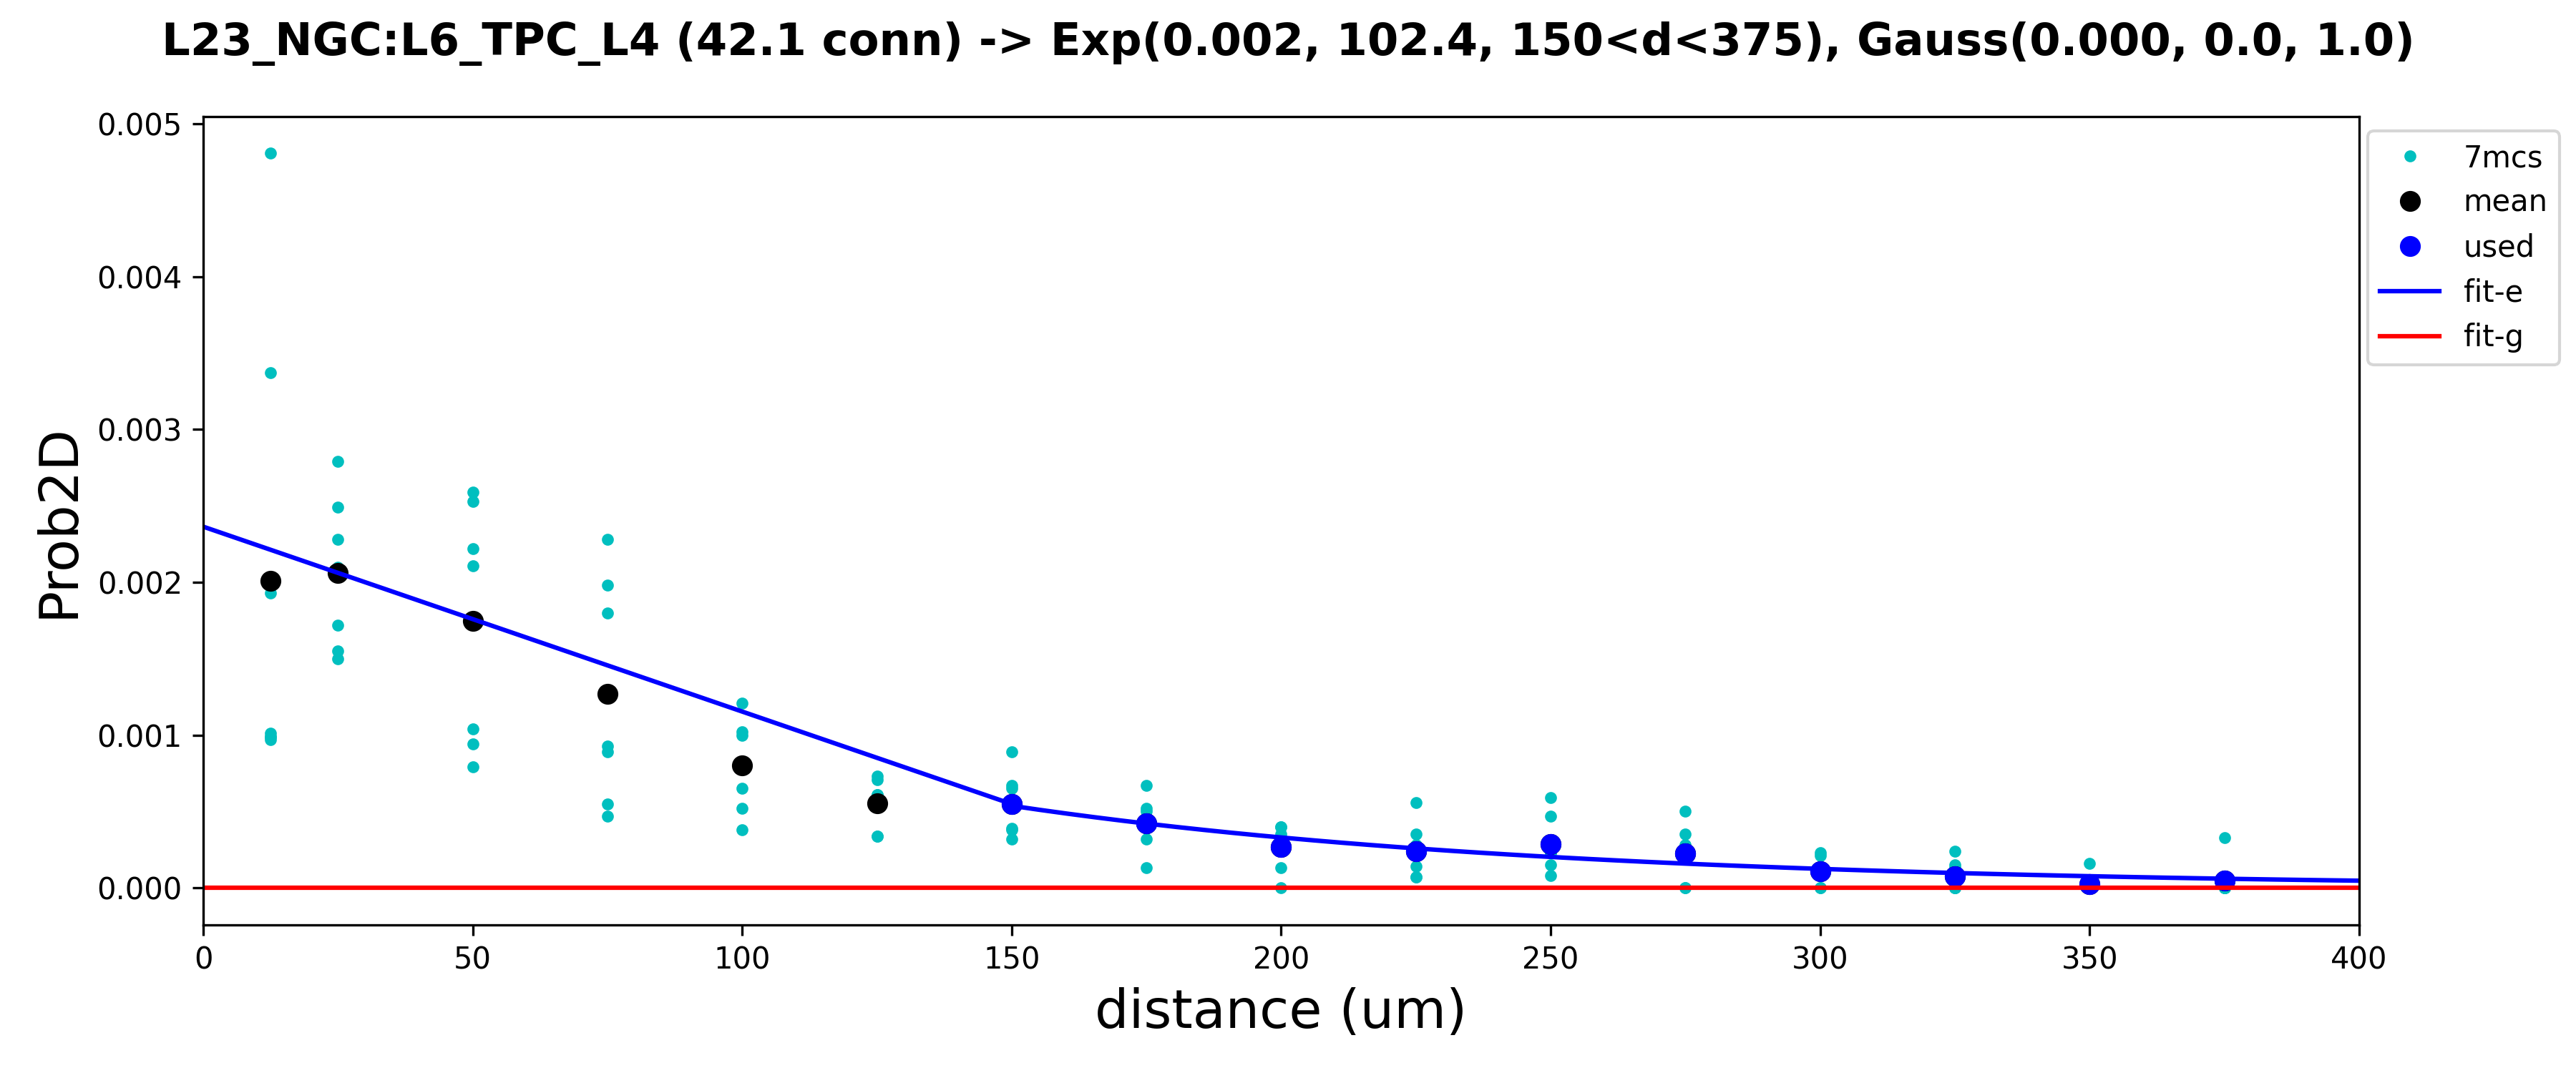 L23_NGC:L6_TPC_L4 (42.1 conn) -> Exp(0.002, 102.4, 150<d<375), Gauss(0.000, 0.0, 1.0)
0.005
0.004
0.003
0.002
0.001
0.000
Prob2D
0 50 100 150 200 250 300 350 400
distance (um)
7mcs
mean
used
fit-e
fit-g